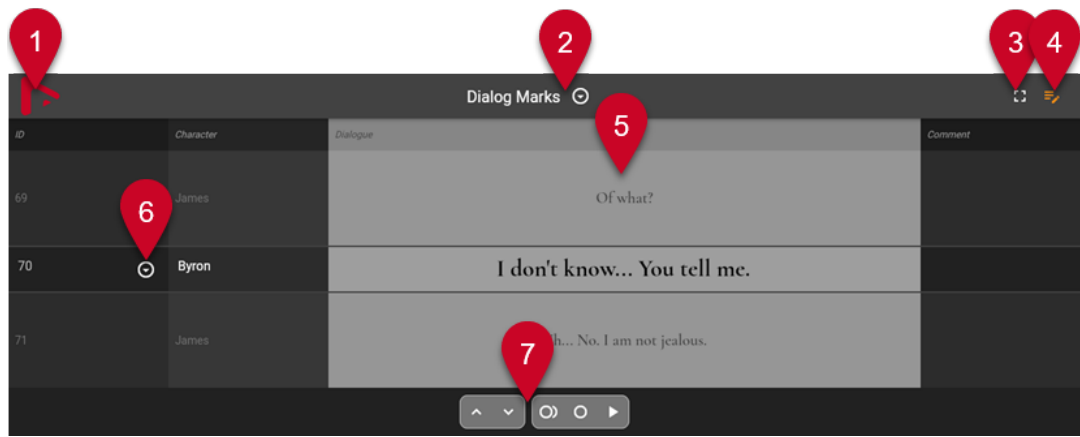 1
2
3
4
Dialog Marks
5
ID
Character
Dialogue
Comment
69
James
Of what?
6
70
Byron
I don't know... You tell me.
71
James
... No. I am not jealous.
7